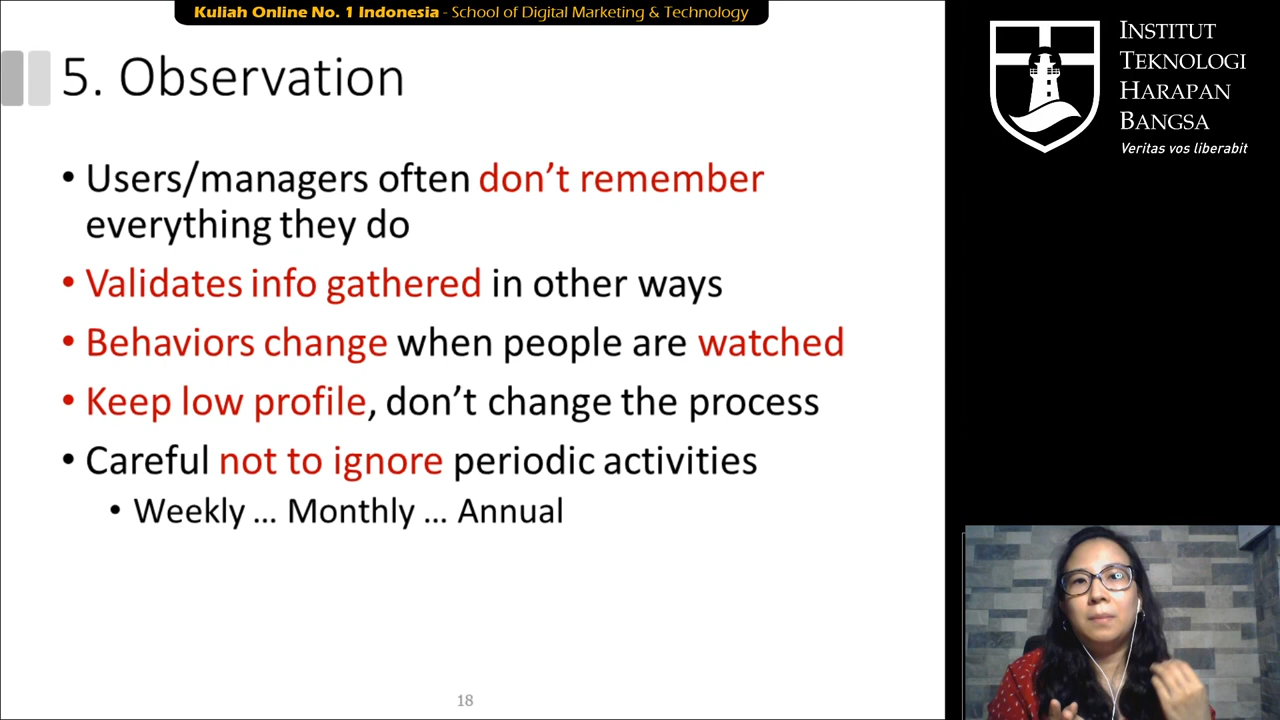 Kuliah Online No. 1 Indonesia - School of Digital Marketing & Technology
5. Observation
• Users/managers often don’t remember
everything they do
• Validates info gathered in other ways
• Behaviors change when people are watched
• Keep low profile, don’t change the process
• Careful not to ignore periodic activities
• Weekly … Monthly … Annual
18
INSTITUT
TEKNOLOGI
HARAPAN
BANGSA
Veritas vos liberabit